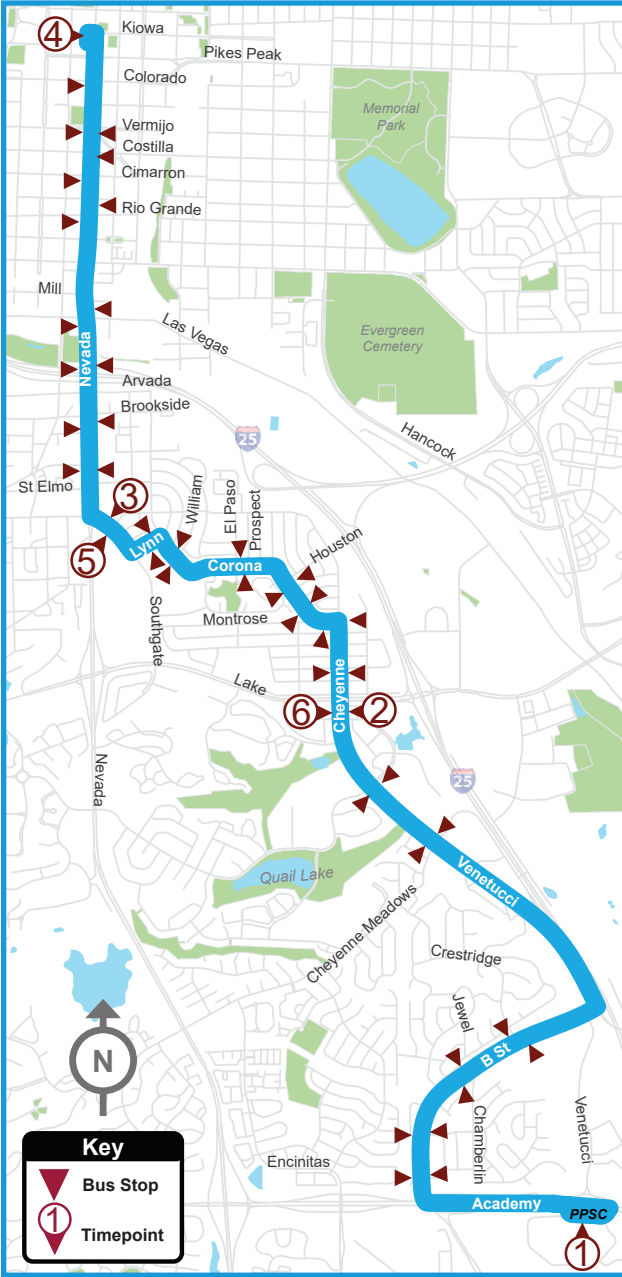 4
Kiowa
Pikes Peak
Colorado
Memorial
Park
Vermijo
Costilla
Cimarron
Rio Grande
Mill
Las Vegas
Evergreen
Cemetery
Nevada
Arvada
Brookside
25
Hancock
St Elmo
3
William
El Paso
Prospect
5
Lynn
Houston
Corona
Southgate
Montrose
Lake
Cheyenne
6
2
Nevada
25
Quail Lake
Venetucci
Cheyenne Meadows
Crestridge
Jewel
N
B St
Chamberlin
Venetucci
Key
Bus Stop
1
Timepoint
Encinitas
Academy
PPSC
1